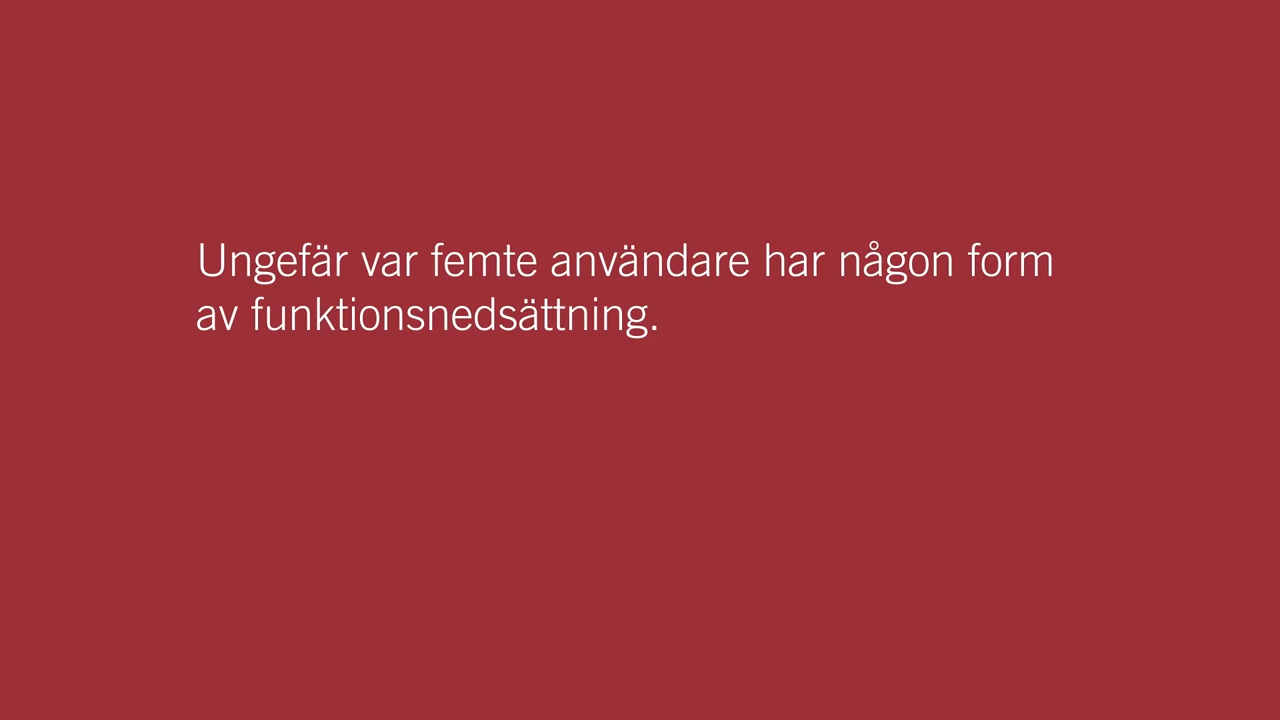 Ungefär var femte användare har någon form
av funktionsnedsättning.